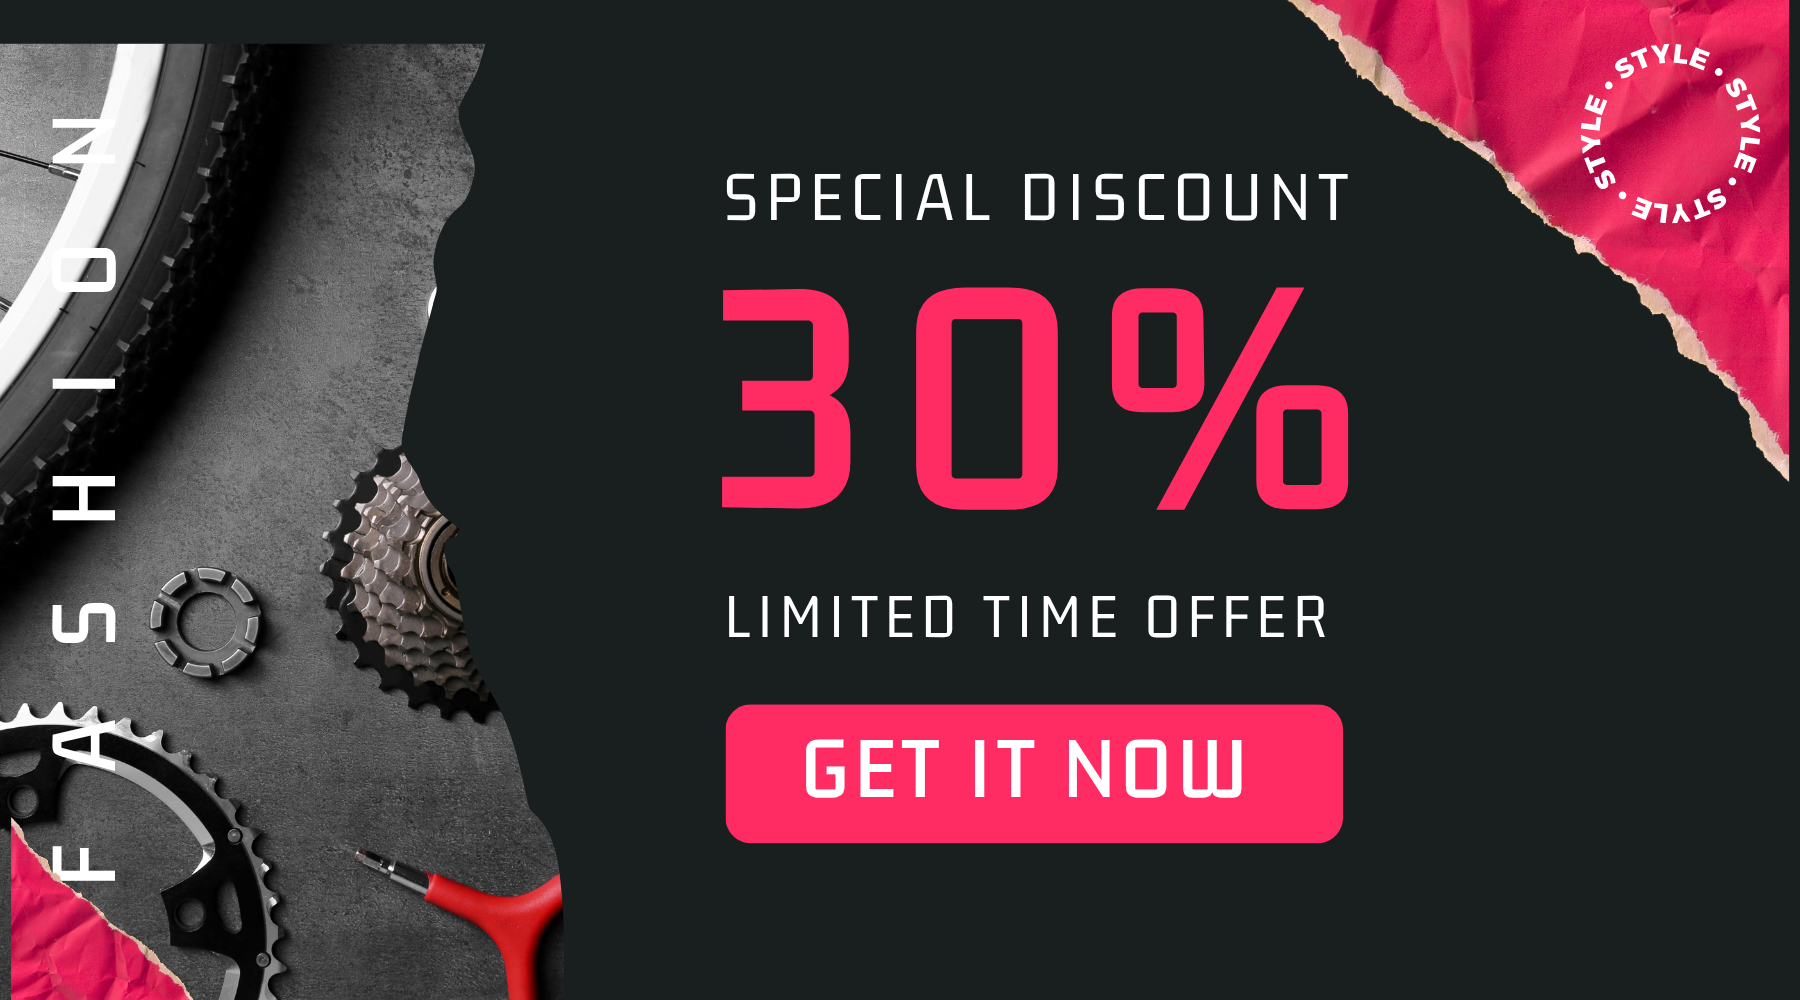 FASHION
SPECIAL DISCOUNT
30%
LIMITED TIME OFFER
GET IT NOW
STYLE • STYLE • STYLE • STYLE •